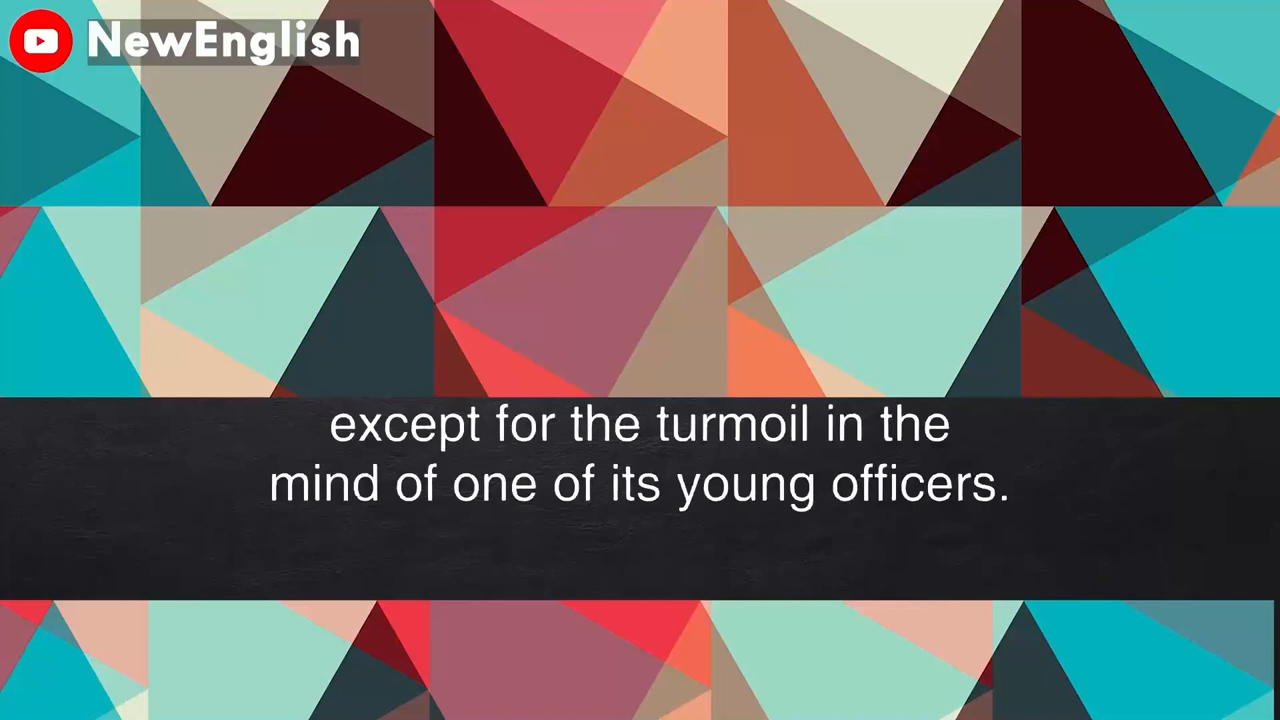 NewEnglish
except for the turmoil in the
mind of one of its young officers.